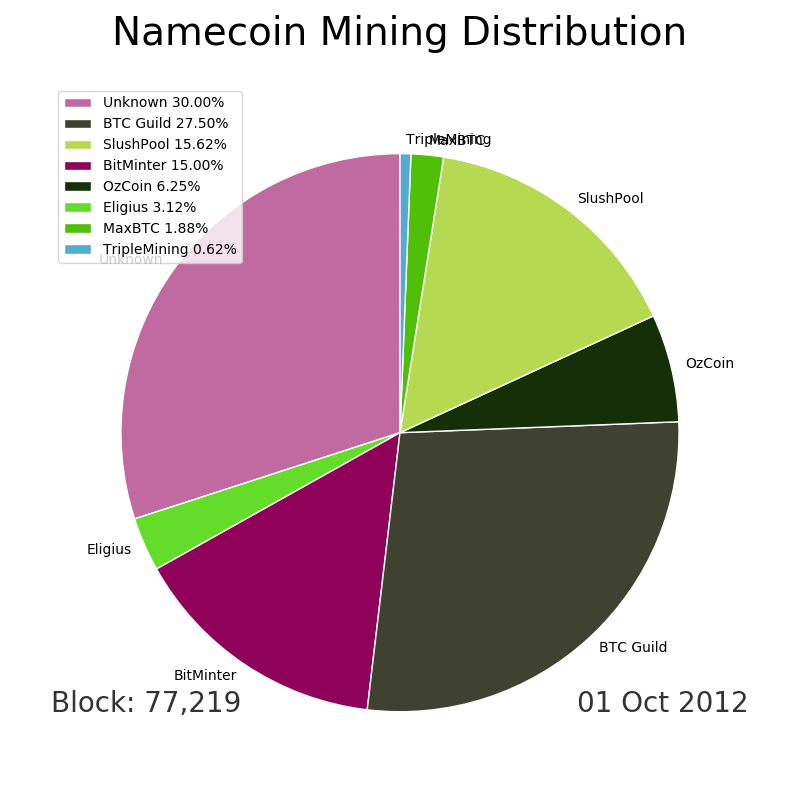 Namecoin Mining Distribution
Unknown 30.00%
BTC Guild 27.50%
SlushPool 15.62%
BitMinter 15.00%
OzCoin 6.25%
Eligius 3.12%
MaxBTC 1.88%
TripleMining 0.62%
TripleMining
MaxBTC
SlushPool
Unknown
OzCoin
Eligius
BTC Guild
BitMinter
Block: 77,219
01 Oct 2012